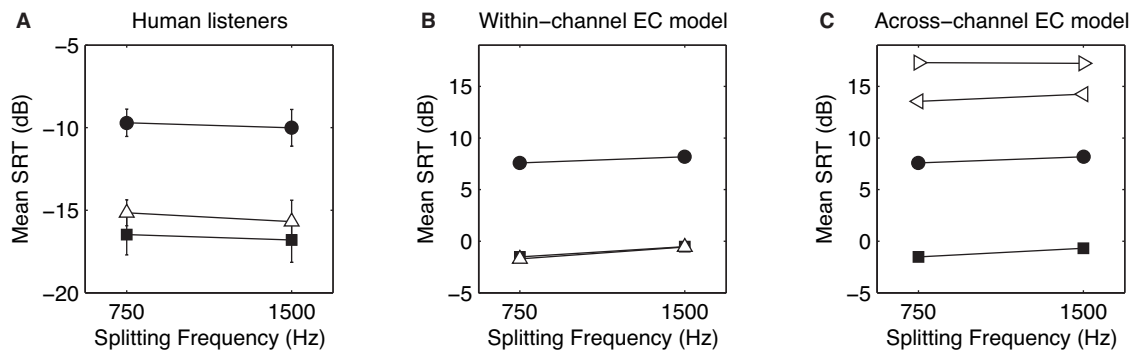 A Human listeners
Mean SRT (dB)
−5
−10
−15
−20
750 1500
Splitting Frequency (Hz)
B Within−channel EC model
Mean SRT (dB)
15
10
5
0
−5
750 1500
Splitting Frequency (Hz)
C Across−channel EC model
Mean SRT (dB)
15
10
5
0
−5
750 1500
Splitting Frequency (Hz)